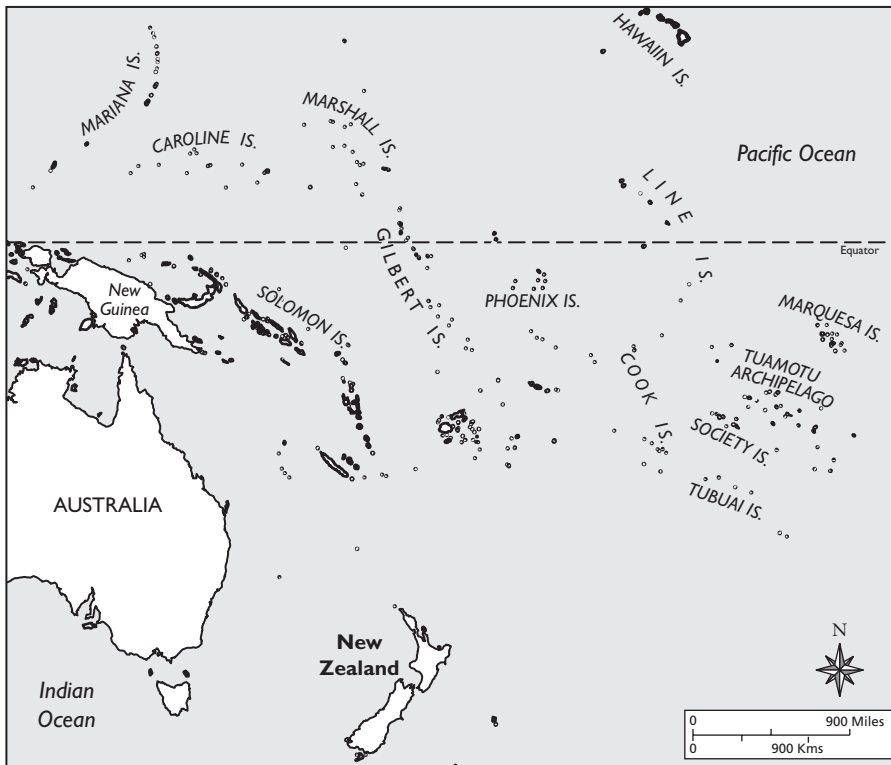 HAWAIIN IS.
MARIANA IS.
MARSHALL IS.
CAROLINE IS.
Pacific Ocean
LINE IS.
Equator
GILBERT IS.
New
Guinea
SOLOMON IS.
PHOENIX IS.
MARQUESA IS.
TUAMOTU
ARCHIPELAGO
COOK IS.
SOCIETY IS.
AUSTRALIA
TUBUAI IS.
N
New
Zealand
Indian
Ocean
0 900 Miles
0 900 Kms